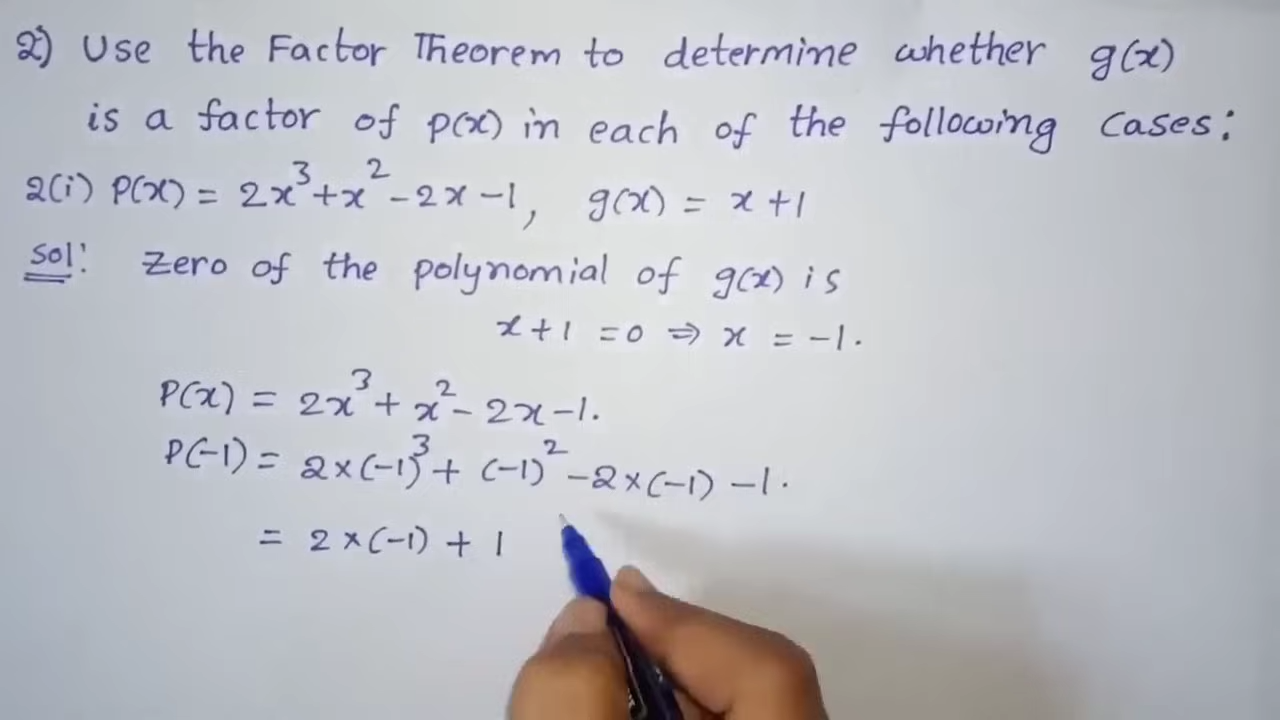 2) Use the Factor Theorem to determine whether g(x)
is a factor of p(x) in each of the following cases:
2(i) P(x) = 2x³+x²-2x-1, g(x) = x+1
Sol: Zero of the polynomial of g(x) is
x+1 =0 ⇒ x = -1.
P(x) = 2x³+ x²- 2x-1.
P(-1) = 2×(-1)³+ (-1)² -2×(-1) -1.
= 2×(-1) + 1